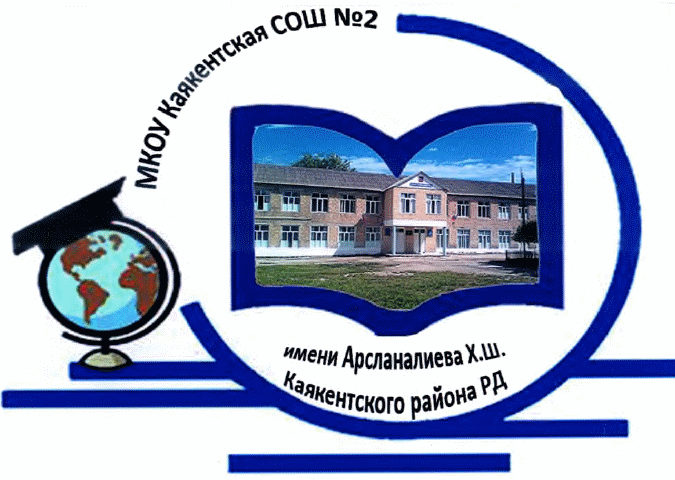 МКОУ Каякентская СОШ №2
имени Арсланалиева Х.Ш.
Каякентского района РД